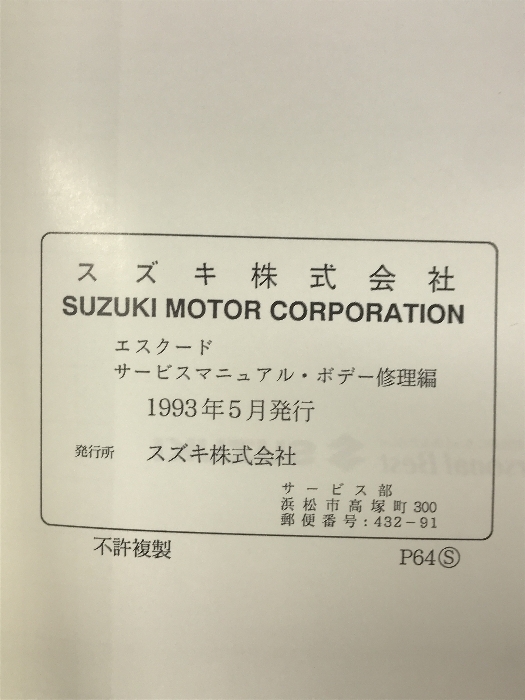 スズキ株式会社
SUZUKI MOTOR CORPORATION
エスクード
サービスマニュアル・ボデー修理編
1993年5月発行
発行所 スズキ株式会社
サービス部
浜松市高塚町300
郵便番号:432-91
不許複製
P64Ⓢ